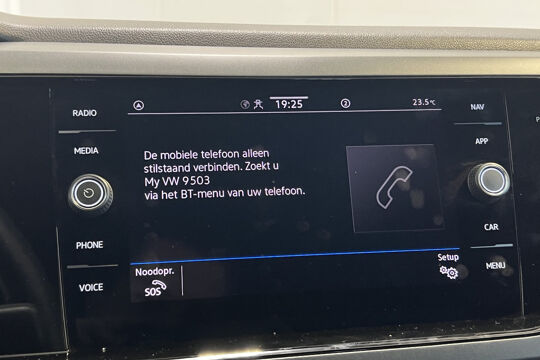 RADIO
MEDIA
PHONE
VOICE
19:25
2
23.5°C
De mobiele telefoon alleen
stilstaand verbinden. Zoekt u
My VW 9503
via het BT-menu van uw telefoon.
Noodopr.
SOS
Setup
NAV
APP
CAR
MENU
P